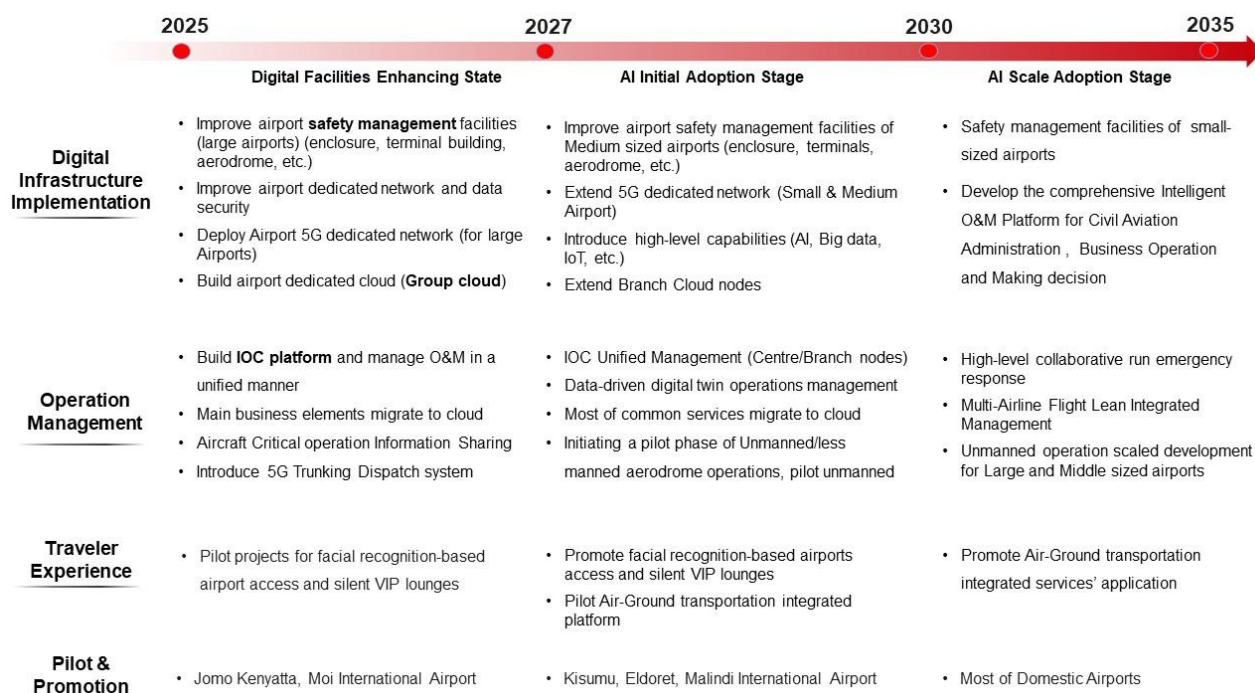 2025
2027
2030
2035
Digital Facilities Enhancing State
AI Initial Adoption Stage
AI Scale Adoption Stage
Digital
Infrastructure
Implementation
• Improve airport safety management facilities
(large airports) (enclosure, terminal building,
aerodrome, etc.)
• Improve airport dedicated network and data
security
• Deploy Airport 5G dedicated network (for large
Airports)
• Build airport dedicated cloud (Group cloud)
• Improve airport safety management facilities of
Medium sized airports (enclosure, terminals,
aerodrome, etc.)
• Extend 5G dedicated network (Small & Medium
Airport)
• Introduce high-level capabilities (AI, Big data,
IoT, etc.)
• Extend Branch Cloud nodes
• Safety management facilities of small-
sized airports
• Develop the comprehensive Intelligent
O&M Platform for Civil Aviation
Administration , Business Operation
and Making decision
Operation
Management
• Build IOC platform and manage O&M in a
unified manner
• Main business elements migrate to cloud
• Aircraft Critical operation Information Sharing
• Introduce 5G Trunking Dispatch system
• IOC Unified Management (Centre/Branch nodes)
• Data-driven digital twin operations management
• Most of common services migrate to cloud
• Initiating a pilot phase of Unmanned/less
manned aerodrome operations, pilot unmanned
• High-level collaborative run emergency
response
• Multi-Airline Flight Lean Integrated
Management
• Unmanned operation scaled development
for Large and Middle sized airports
Traveler
Experience
• Pilot projects for facial recognition-based
airport access and silent VIP lounges
• Promote facial recognition-based airports
access and silent VIP lounges
• Pilot Air-Ground transportation integrated
platform
• Promote Air-Ground transportation
integrated services' application
Pilot &
Promotion
• Jomo Kenyatta, Moi International Airport
• Kisumu, Eldoret, Malindi International Airport
• Most of Domestic Airports